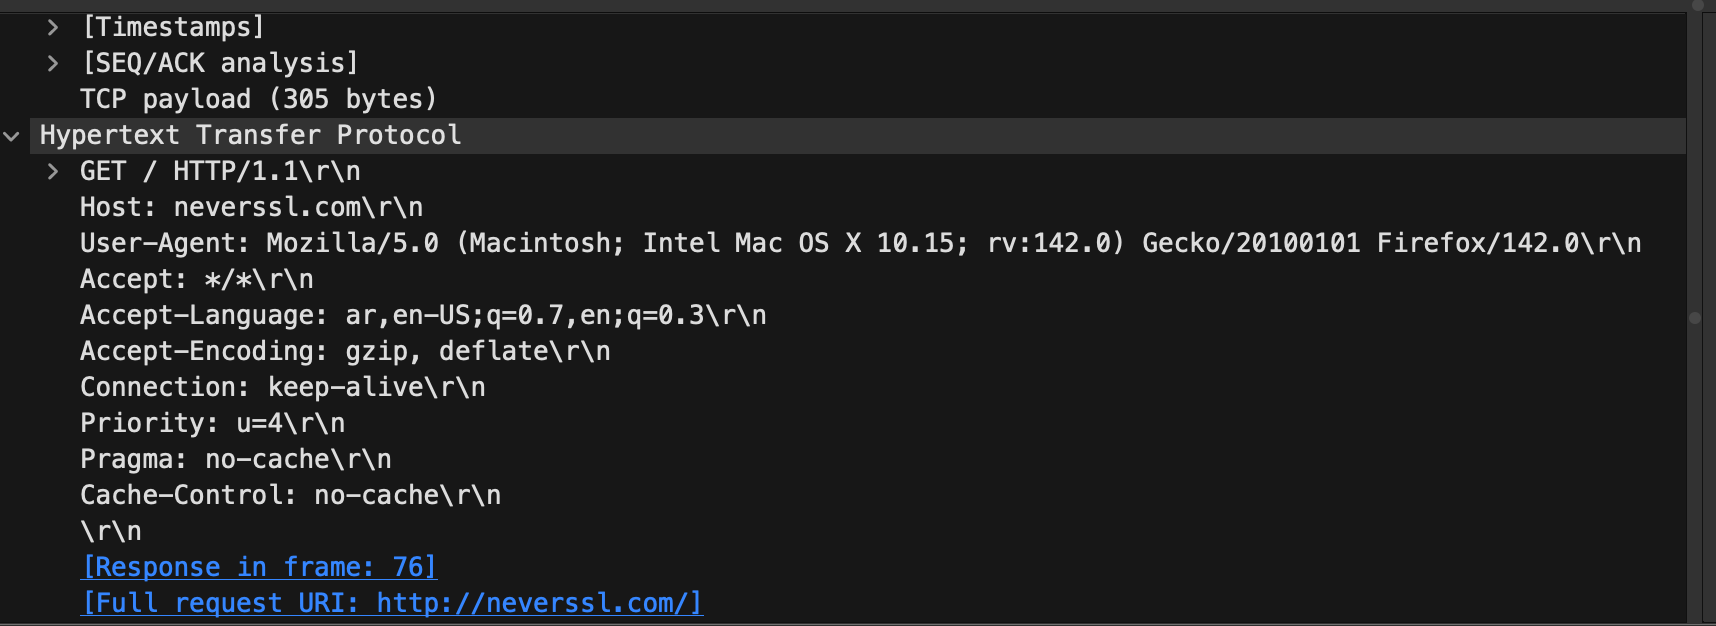 [Timestamps]
[SEQ/ACK analysis]
TCP payload (305 bytes)
Hypertext Transfer Protocol
GET / HTTP/1.1\r\n
Host: neverssl.com\r\n
User-Agent: Mozilla/5.0 (Macintosh; Intel Mac OS X 10.15; rv:142.0) Gecko/20100101 Firefox/142.0\r\n
Accept: */*\r\n
Accept-Language: ar,en-US;q=0.7,en;q=0.3\r\n
Accept-Encoding: gzip, deflate\r\n
Connection: keep-alive\r\n
Priority: u=4\r\n
Pragma: no-cache\r\n
Cache-Control: no-cache\r\n
\r\n
[Response in frame: 76]
[Full request URI: http://neverssl.com/]